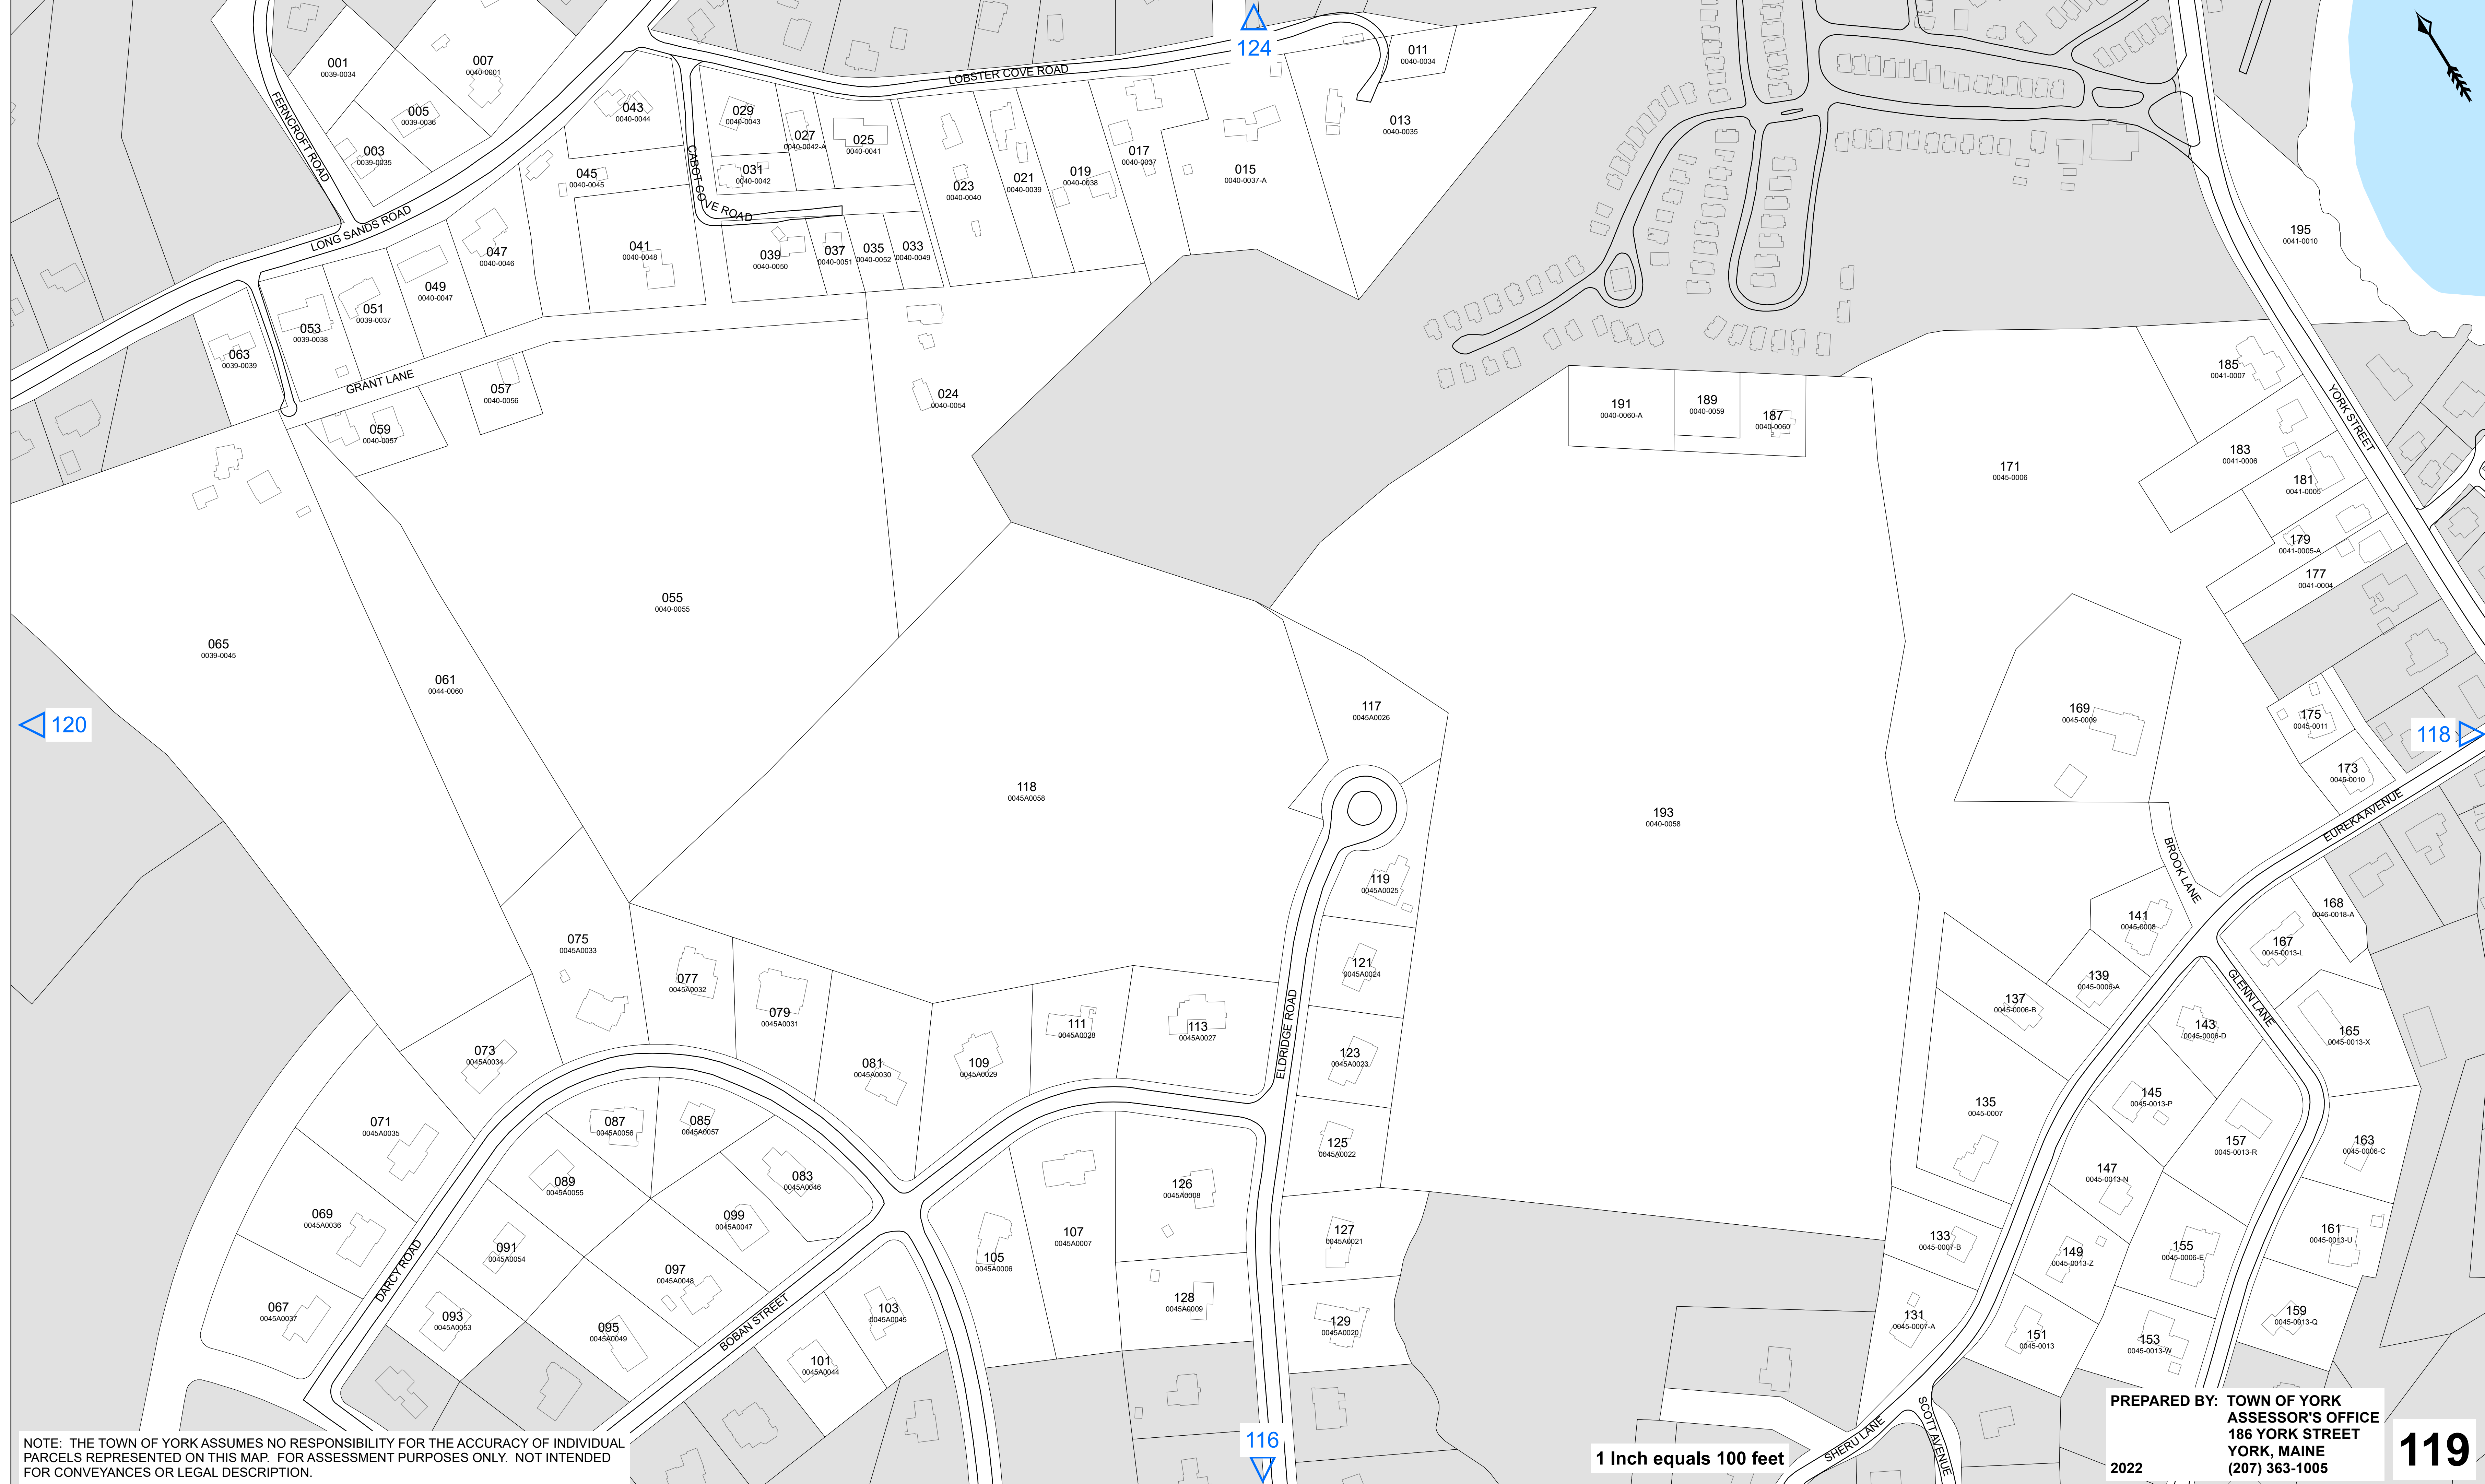 124
001
0039-0034
007
0040-0001
005
0039-0036
003
0039-0035
FERNCROFT ROAD
LONG SANDS ROAD
043
0040-0044
045
0040-0045
CABOT COVE ROAD
029
0040-0043
027
0040-0042-A
025
0040-0041
031
0040-0042
LOBSTER COVE ROAD
023
0040-0040
021
0040-0039
019
0040-0038
017
0040-0037
015
0040-0037-A
013
0040-0035
011
0040-0034
195
0041-0010
047
0040-0046
041
0040-0048
039
0040-0050
037
0040-0051
035
0040-0052
033
0040-0049
049
0040-0047
051
0039-0037
053
0039-0038
063
0039-0039
GRANT LANE
057
0040-0056
059
0040-0057
024
0040-0054
191
0040-0060-A
189
0040-0059
187
0040-0060
171
0045-0006
185
0041-0007
YORK STREET
183
0041-0006
181
0041-0005
179
0041-0005-A
177
0041-0004
055
0040-0055
065
0039-0045
061
0044-0060
120
118
0045A0058
117
0045A0026
193
0040-0058
169
0045-0009
175
0045-0011
173
0045-0010
118
EUREKA AVENUE
BROOK LANE
119
0045A0025
121
0045A0024
123
0045A0023
125
0045A0022
127
0045A0021
129
0045A0020
ELDRIDGE ROAD
075
0045A0033
077
0045A0032
079
0045A0031
081
0045A0030
109
0045A0029
111
0045A0028
113
0045A0027
073
0045A0034
071
0045A0035
069
0045A0036
067
0045A0037
DARCY ROAD
087
0045A0056
085
0045A0057
083
0045A0046
089
0045A0055
099
0045A0047
091
0045A0054
097
0045A0048
093
0045A0053
095
0045A0049
BOBAN STREET
103
0045A0045
101
0045A0044
105
0045A0006
107
0045A0007
126
0045A0008
128
0045A0009
141
0045-0008
139
0045-0006-A
137
0045-0006-B
135
0045-0007
133
0045-0007-B
131
0045-0007-A
168
0046-0018-A
167
0045-0013-L
GLENN LANE
165
0045-0013-X
143
0045-0006-D
145
0045-0013-P
157
0045-0013-R
163
0045-0006-C
147
0045-0013-N
149
0045-0013-Z
155
0045-0006-E
161
0045-0013-U
159
0045-0013-Q
151
0045-0013
153
0045-0013-W
SHERU LANE
SCOTT AVENUE
116
NOTE: THE TOWN OF YORK ASSUMES NO RESPONSIBILITY FOR THE ACCURACY OF INDIVIDUAL
PARCELS REPRESENTED ON THIS MAP. FOR ASSESSMENT PURPOSES ONLY. NOT INTENDED
FOR CONVEYANCES OR LEGAL DESCRIPTION.
1 Inch equals 100 feet
PREPARED BY: TOWN OF YORK
ASSESSOR'S OFFICE
186 YORK STREET
YORK, MAINE
2022 (207) 363-1005
119